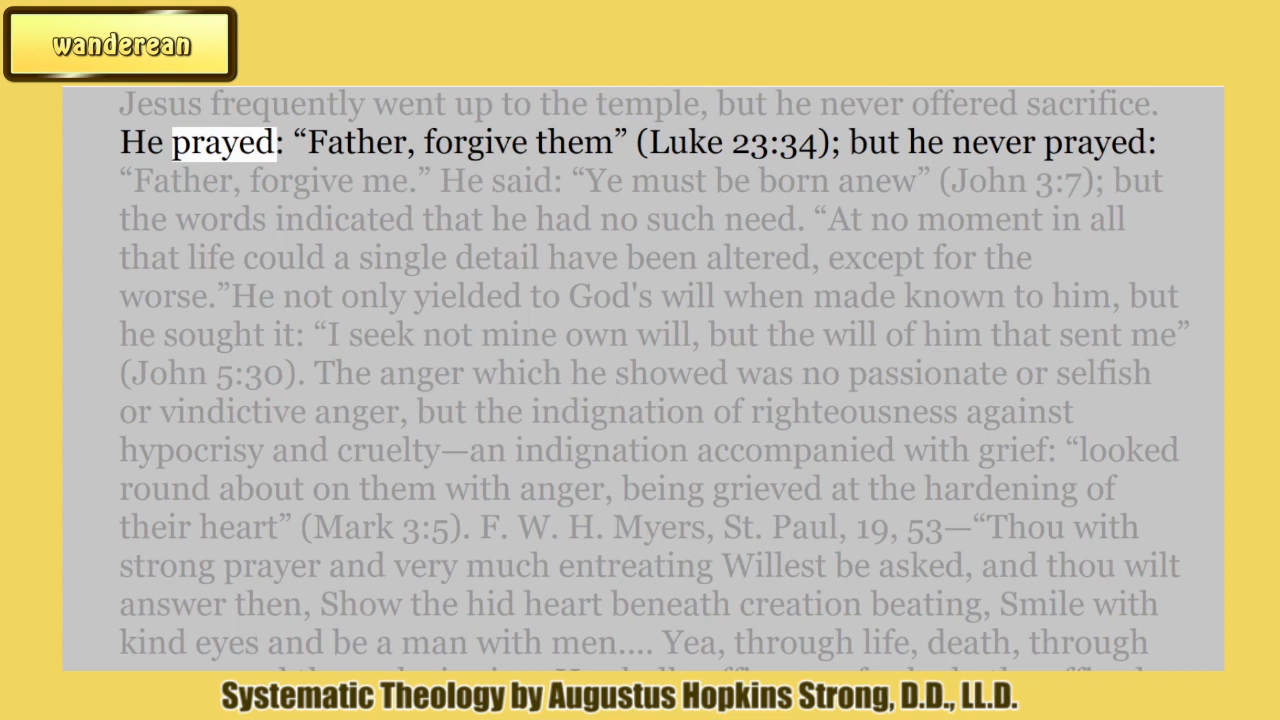 wanderean
Jesus frequently went up to the temple, but he never offered sacrifice.
He prayed: “Father, forgive them” (Luke 23:34); but he never prayed:
“Father, forgive me.” He said: “Ye must be born anew” (John 3:7); but
the words indicated that he had no such need. “At no moment in all
that life could a single detail have been altered, except for the
worse.”He not only yielded to God's will when made known to him, but
he sought it: “I seek not mine own will, but the will of him that sent me”
(John 5:30). The anger which he showed was no passionate or selfish
or vindictive anger, but the indignation of righteousness against
hypocrisy and cruelty—an indignation accompanied with grief: “looked
round about on them with anger, being grieved at the hardening of
their heart” (Mark 3:5). F. W. H. Myers, St. Paul, 19, 53—“Thou with
strong prayer and very much entreating Willest be asked, and thou wilt
answer then, Show the hid heart beneath creation beating, Smile with
kind eyes and be a man with men.... Yea, through life, death, through
Systematic Theology by Augustus Hopkins Strong, D.D., LL.D.